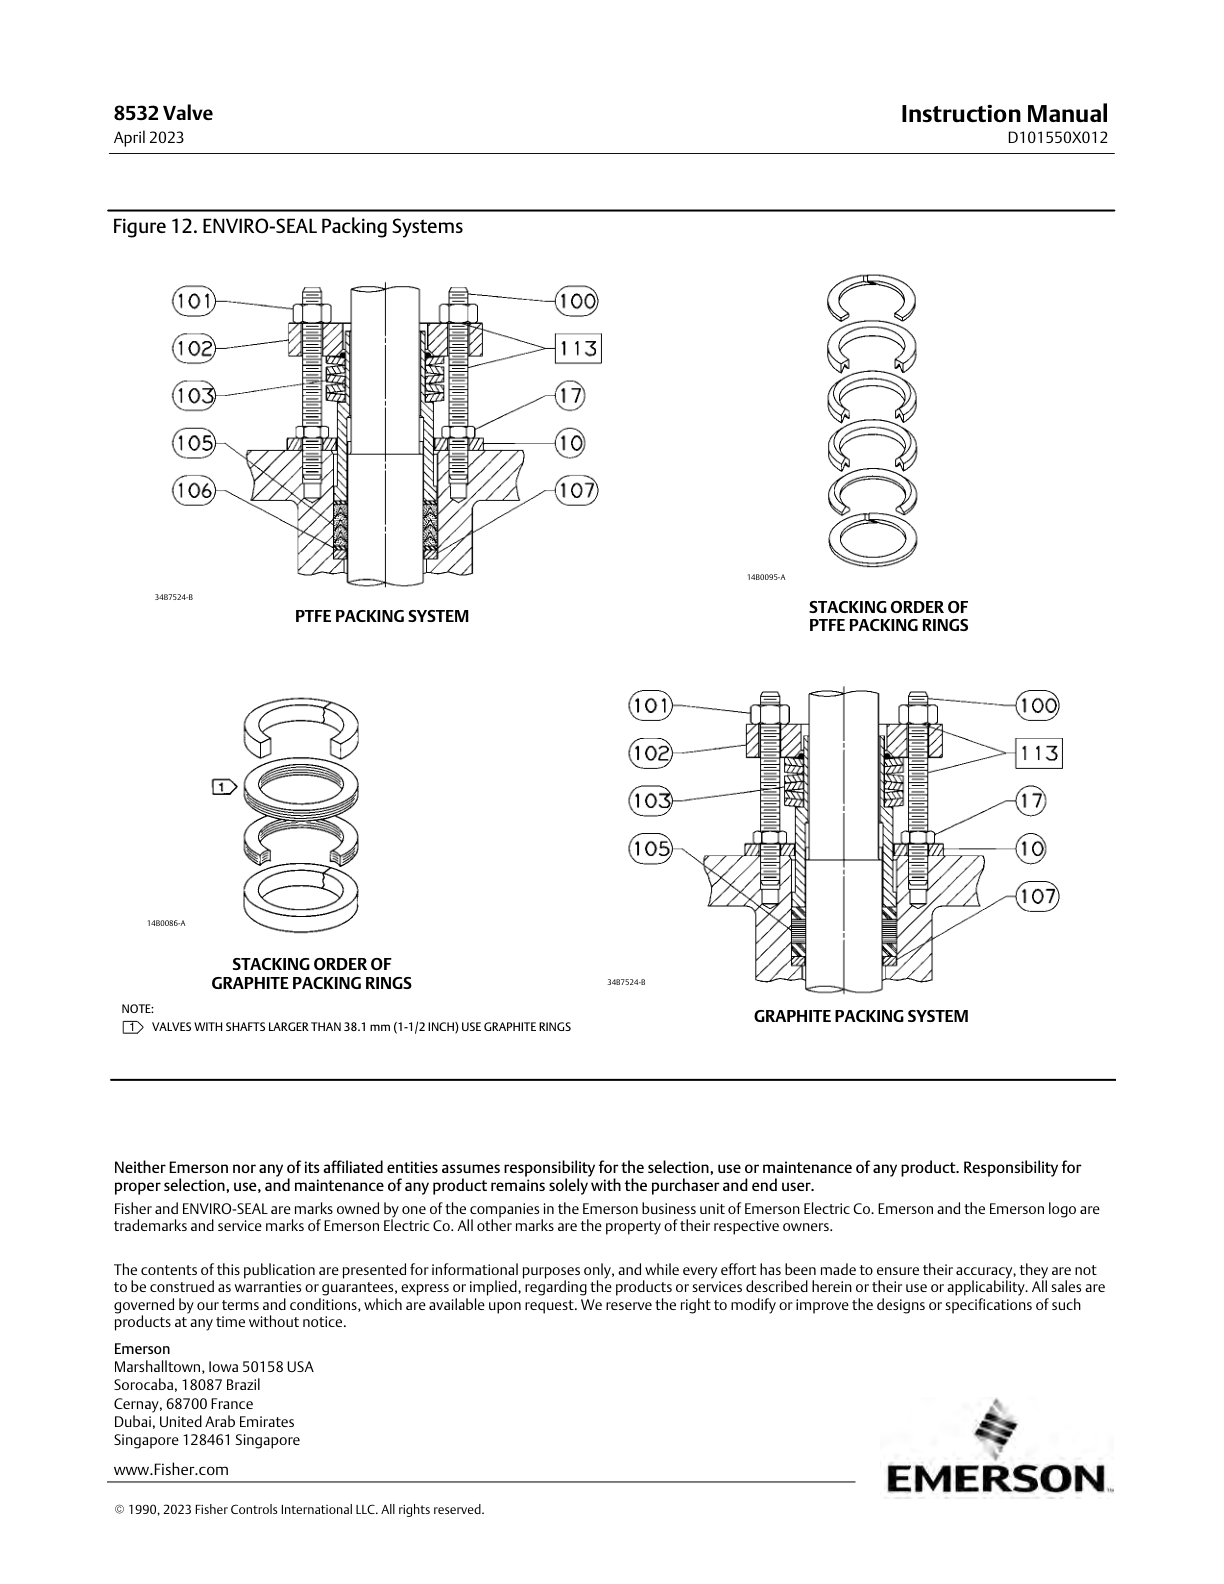 8532 Valve
April 2023
Instruction Manual
D101550X012
Figure 12. ENVIRO-SEAL Packing Systems
101
102
103
105
106
100
113
17
10
107
34B7524-B
PTFE PACKING SYSTEM
14B0095-A
STACKING ORDER OF
PTFE PACKING RINGS
1
14B0086-A
STACKING ORDER OF
GRAPHITE PACKING RINGS
NOTE:
1 VALVES WITH SHAFTS LARGER THAN 38.1 mm (1-1/2 INCH) USE GRAPHITE RINGS
101
102
103
105
100
113
17
10
107
34B7524-B
GRAPHITE PACKING SYSTEM
Neither Emerson nor any of its affiliated entities assumes responsibility for the selection, use or maintenance of any product. Responsibility for
proper selection, use, and maintenance of any product remains solely with the purchaser and end user.
Fisher and ENVIRO-SEAL are marks owned by one of the companies in the Emerson business unit of Emerson Electric Co. Emerson and the Emerson logo are
trademarks and service marks of Emerson Electric Co. All other marks are the property of their respective owners.
The contents of this publication are presented for informational purposes only, and while every effort has been made to ensure their accuracy, they are not
to be construed as warranties or guarantees, express or implied, regarding the products or services described herein or their use or applicability. All sales are
governed by our terms and conditions, which are available upon request. We reserve the right to modify or improve the designs or specifications of such
products at any time without notice.
Emerson
Marshalltown, Iowa 50158 USA
Sorocaba, 18087 Brazil
Cernay, 68700 France
Dubai, United Arab Emirates
Singapore 128461 Singapore
www.Fisher.com
EMERSON™
© 1990, 2023 Fisher Controls International LLC. All rights reserved.